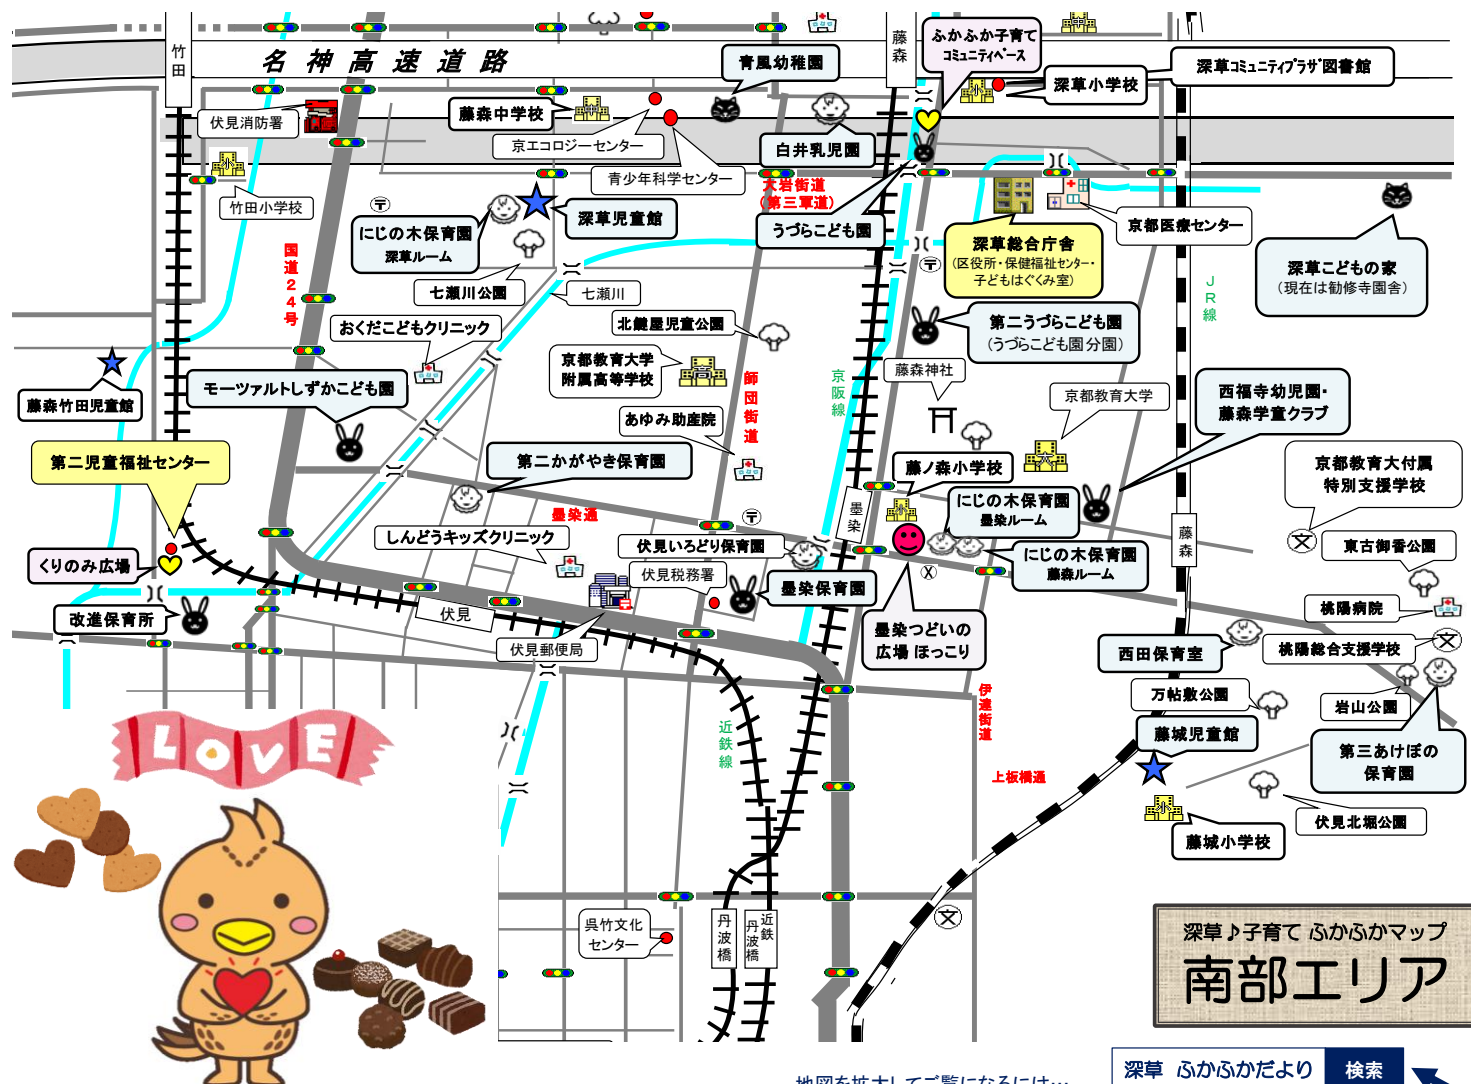 竹田
名神高速道路
藤森
ふかふか子育て
コミュニティベース
青風幼稚園
深草小学校
深草コミュニティプラザ図書館
伏見消防署
藤森中学校
京エコロジーセンター
青少年科学センター
白井乳児園
大岩街道
(第三軍道)
竹田小学校
にじの木保育園
深草ルーム
深草児童館
うづらこども園
深草総合庁舎
(区役所・保健福祉センター・
子どもはぐくみ室)
京都医療センター
深草こどもの家
(現在は勧修寺園舎)
国道24号
七瀬川公園
七瀬川
JR線
おくだこどもクリニック
北鍵屋児童公園
第二うづらこども園
(うづらこども園分園)
京都教育大学
附属高等学校
高
師団街道
京阪線
藤森神社
京都教育大学
大
西福寺幼児園・
藤森学童クラブ
藤森竹田児童館
モーツァルトしずかこども園
あゆみ助産院
第二児童福祉センター
第二かがやき保育園
藤ノ森小学校
京都教育大付属
特別支援学校
墨染通
墨染
にじの木保育園
墨染ルーム
藤森
しんどうキッズクリニック
伏見いろどり保育園
文
東古御香公園
くりのみ広場
伏見税務署
墨染保育園
にじの木保育園
藤森ルーム
改進保育所
伏見
伏見郵便局
墨染つどいの
広場 ほっこり
桃陽病院
西田保育室
桃陽総合支援学校
文
万帖敷公園
岩山公園
伊達街道
近鉄線
藤城児童館
第三あけぼの
保育園
上板橋通
LOVE
小
藤城小学校
伏見北堀公園
呉竹文化
センター
丹波橋
近鉄
丹波橋
文
深草♪子育て ふかふかマップ
南部エリア
深草 ふかふかだより
検索
地図を拡大してご覧になるには…